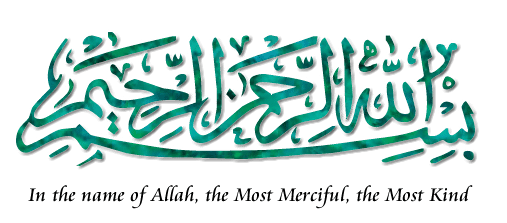 بسم الله الرحمن الرحيم
In the name of Allah, the Most Merciful, the Most Kind